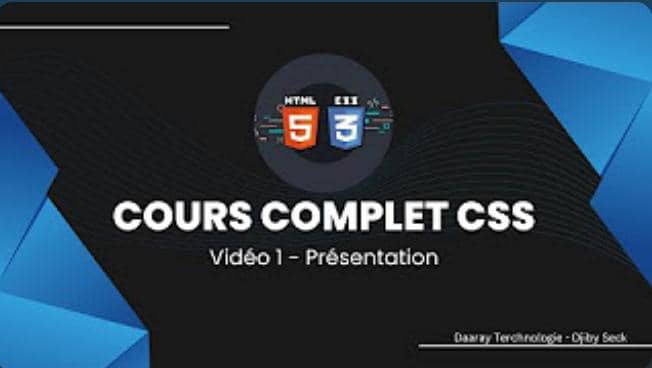 HTML CSS
5 3
COURS COMPLET CSS
Vidéo 1 - Présentation
Daaray Terchnologie - Djiby Seck